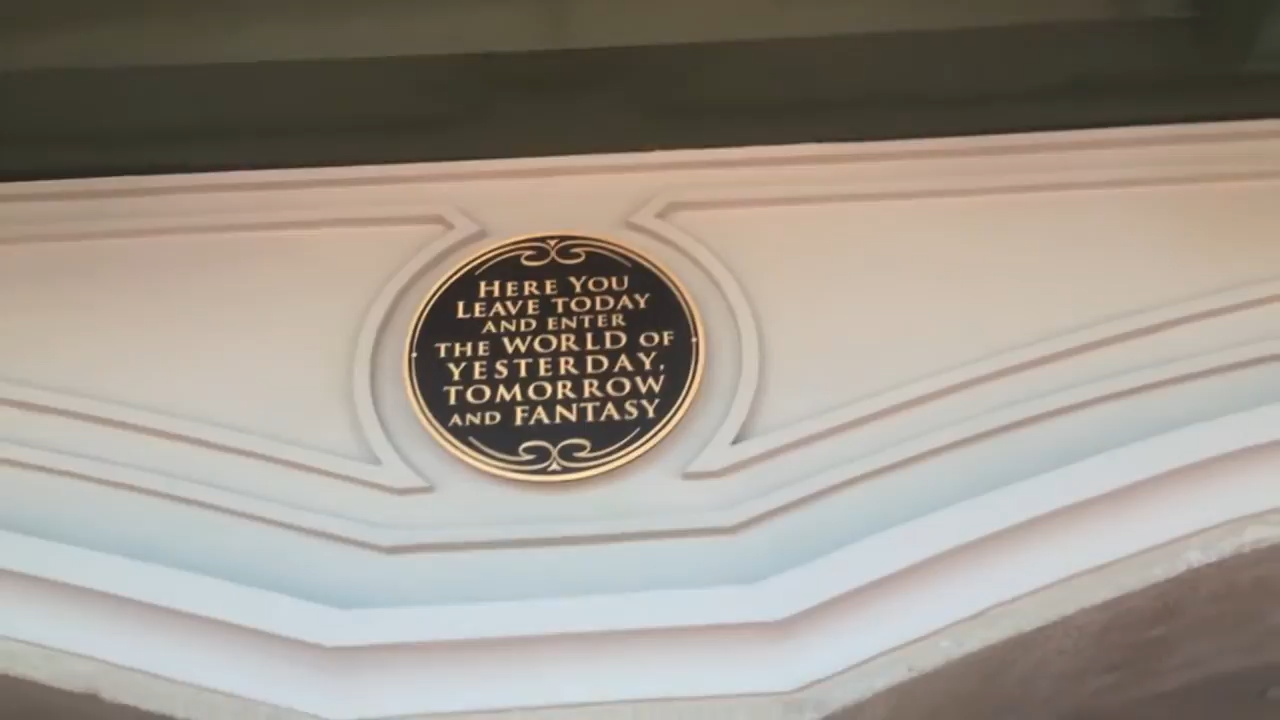 HERE YOU
LEAVE TODAY
AND ENTER
THE WORLD OF
YESTERDAY,
TOMORROW
AND FANTASY